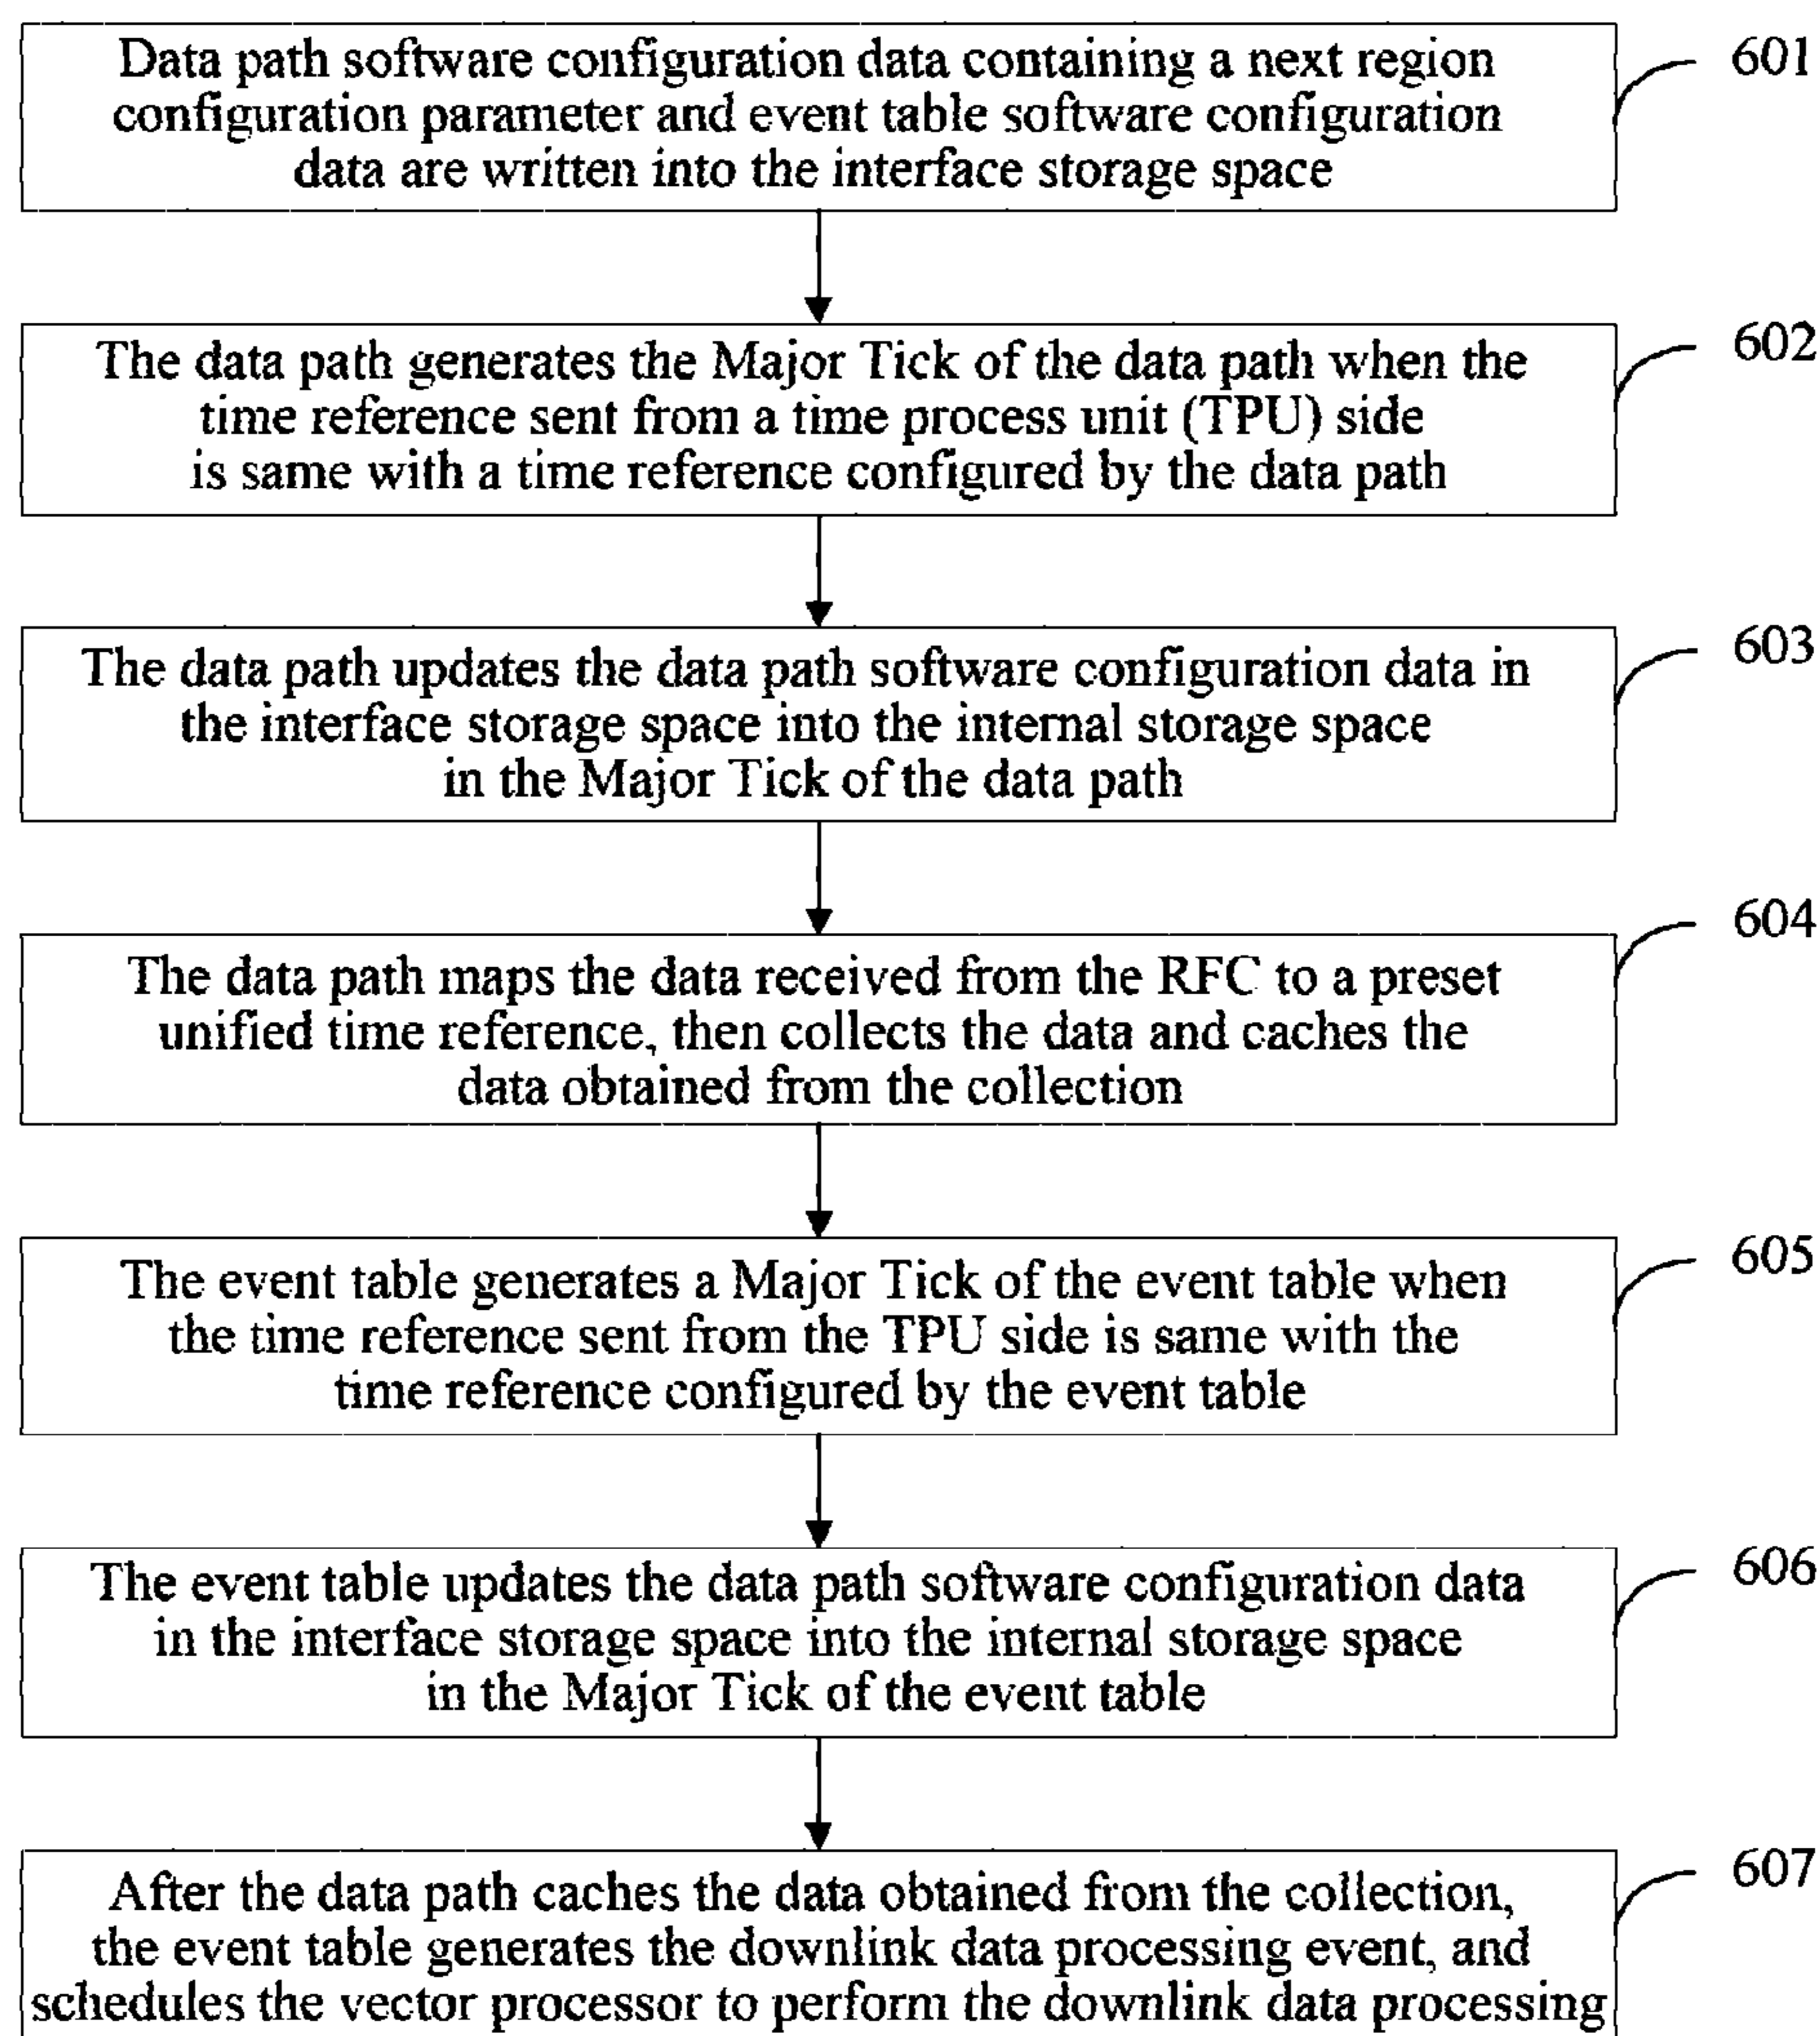 Data path software configuration data containing a next region
configuration parameter and event table software configuration
data are written into the interface storage space
601
The data path generates the Major Tick of the data path when the
time reference sent from a time process unit (TPU) side
is same with a time reference configured by the data path
602
The data path updates the data path software configuration data in
the interface storage space into the internal storage space
in the Major Tick of the data path
603
The data path maps the data received from the RFC to a preset
unified time reference, then collects the data and caches the
data obtained from the collection
604
The event table generates a Major Tick of the event table when
the time reference sent from the TPU side is same with the
time reference configured by the event table
605
The event table updates the data path software configuration data
in the interface storage space into the internal storage space
in the Major Tick of the event table
606
After the data path caches the data obtained from the collection,
the event table generates the downlink data processing event, and
schedules the vector processor to perform the downlink data processing
607